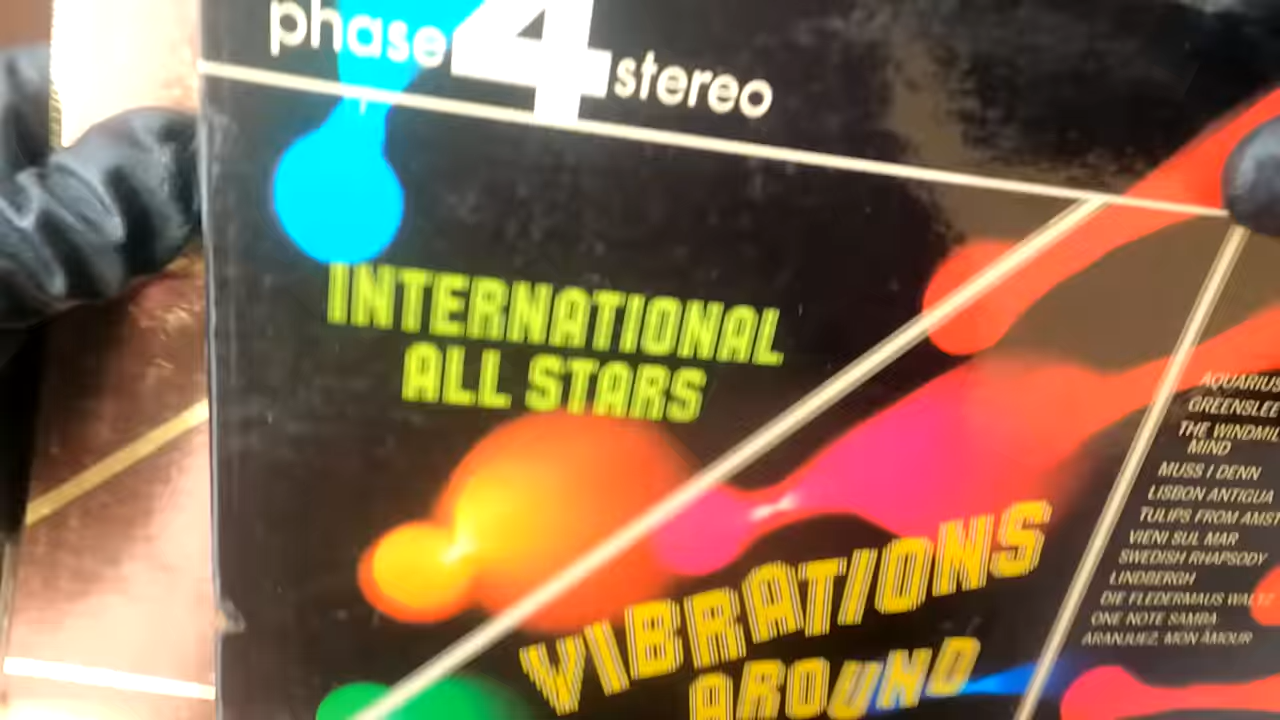 phase 4 stereo
INTERNATIONAL
ALL STARS
VIBRATIONS
AROUND
AQUARIUS
GREENSLEE
THE WINDMIL
MIND
MUSS I DENN
LISBON ANTIGUA
TULIPS FROM AMST
VIENI SUL MAR
SWEDISH RHAPSODY
LINDBERGH
DIE FLEDERMAUS WALTZ
ONE NOTE SAMBA
ARANJUEZ, MON AMOUR